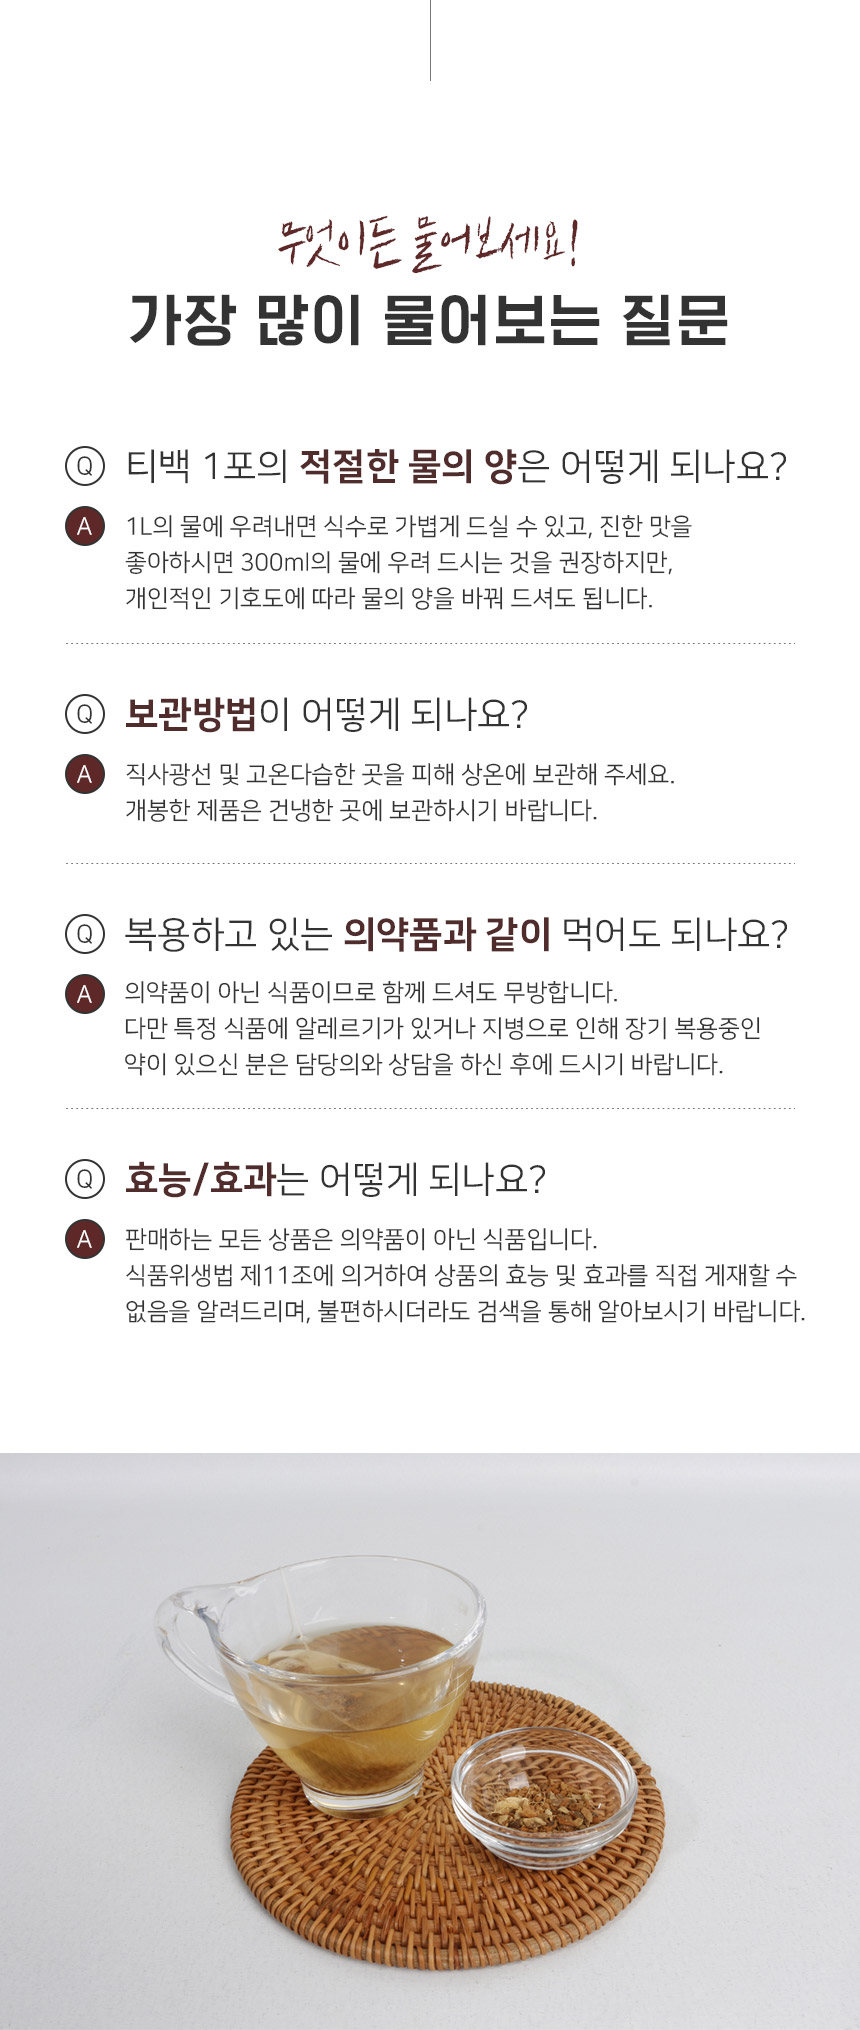 무엇이든 물어보세요!
가장 많이 물어보는 질문
Q 티백 1포의 적절한 물의 양은 어떻게 되나요?
A 1L의 물에 우려내면 식수로 가볍게 드실 수 있고, 진한 맛을
좋아하시면 300ml의 물에 우려 드시는 것을 권장하지만,
개인적인 기호도에 따라 물의 양을 바꿔 드셔도 됩니다.
Q 보관방법이 어떻게 되나요?
A 직사광선 및 고온다습한 곳을 피해 상온에 보관해 주세요.
개봉한 제품은 건냉한 곳에 보관하시기 바랍니다.
Q 복용하고 있는 의약품과 같이 먹어도 되나요?
A 의약품이 아닌 식품이므로 함께 드셔도 무방합니다.
다만 특정 식품에 알레르기가 있거나 지병으로 인해 장기 복용중인
약이 있으신 분은 담당의와 상담을 하신 후에 드시기 바랍니다.
Q 효능/효과는 어떻게 되나요?
A 판매하는 모든 상품은 의약품이 아닌 식품입니다.
식품위생법 제11조에 의거하여 상품의 효능 및 효과를 직접 게재할 수
없음을 알려드리며, 불편하시더라도 검색을 통해 알아보시기 바랍니다.